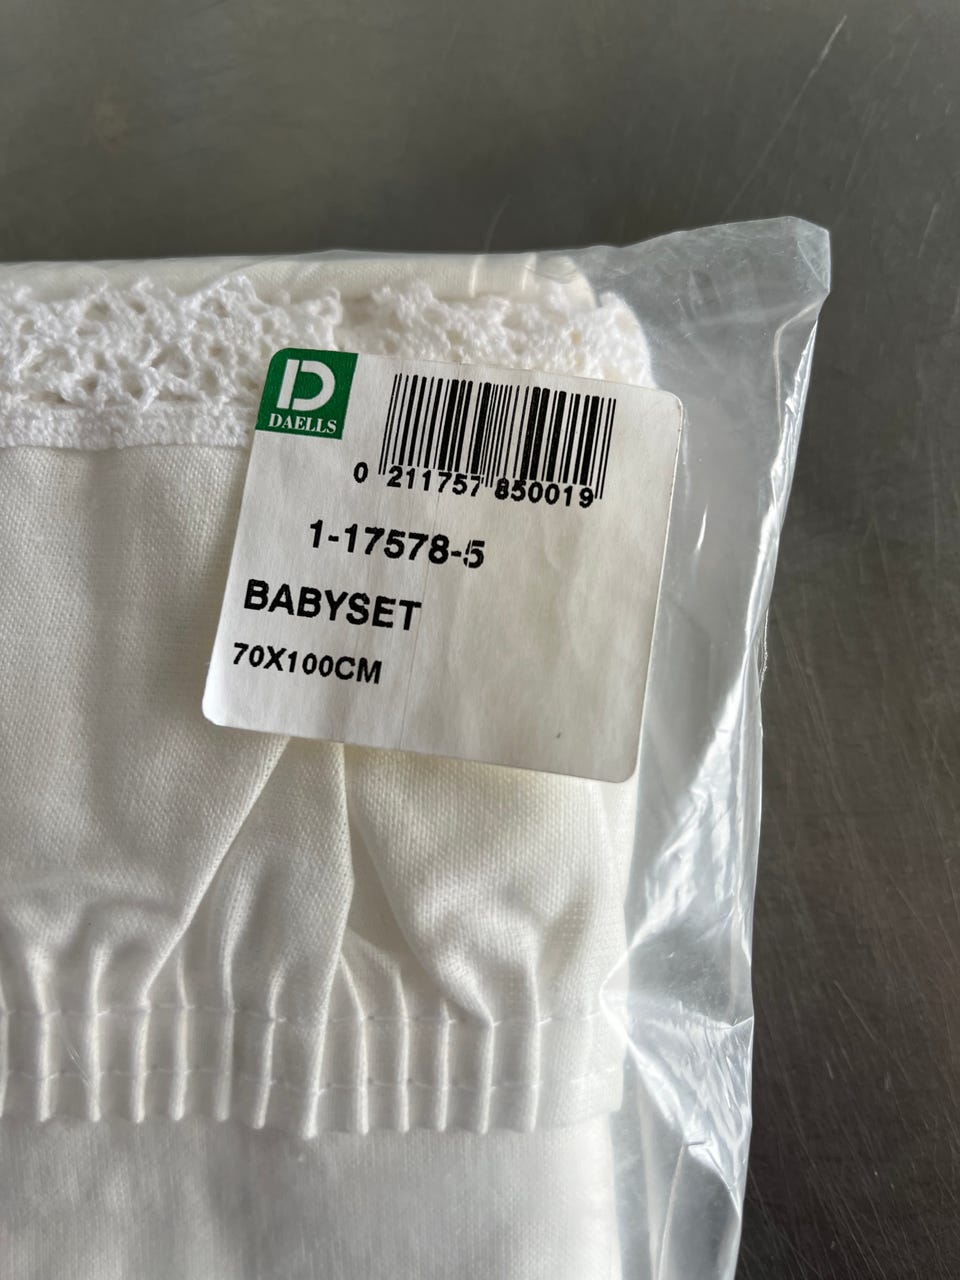 D
DAELLS
0 211757 850019
1-17578-5
BABYSET
70X100CM